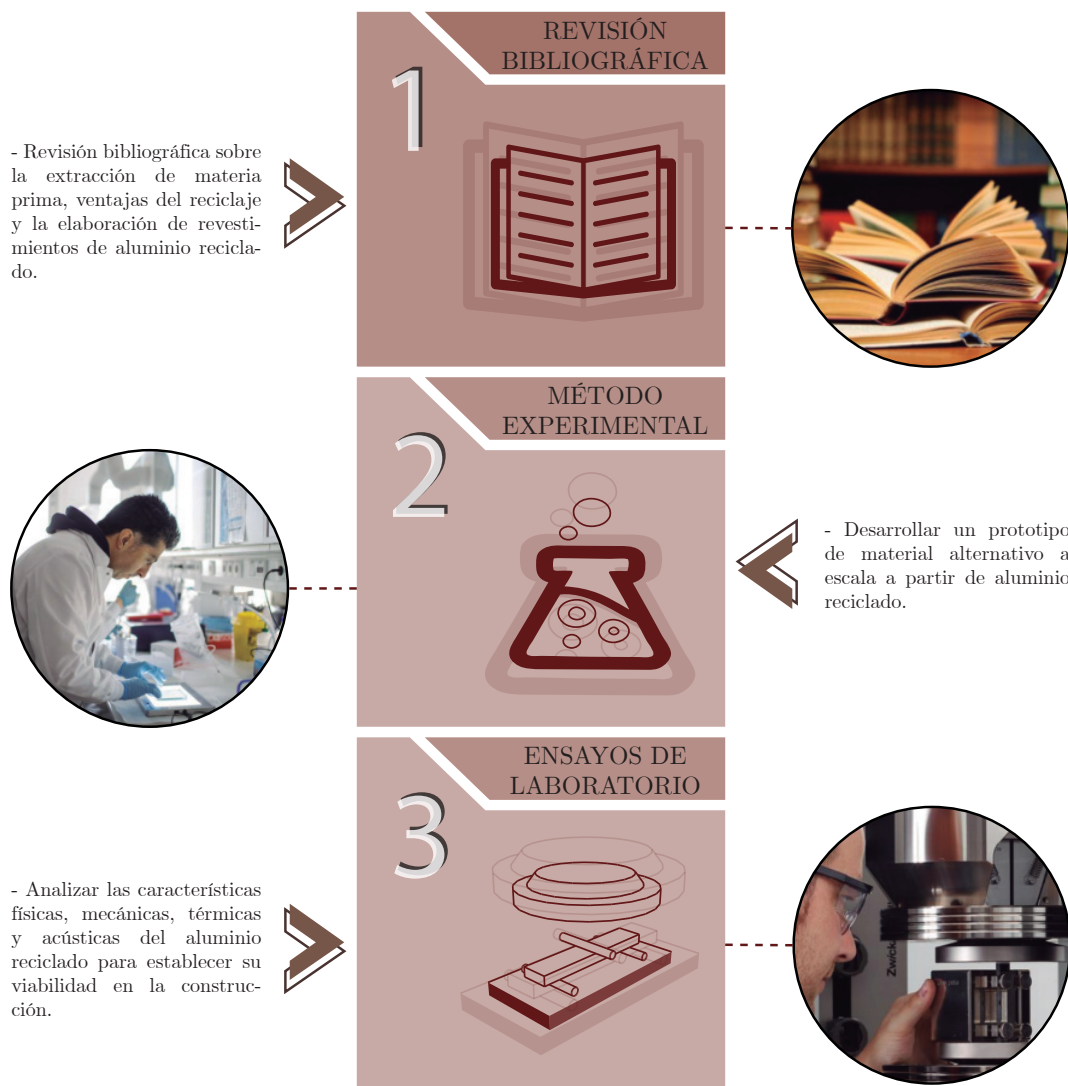 REVISIÓN
BIBLIOGRÁFICA
1
- Revisión bibliográfica sobre
la extracción de materia
prima, ventajas del reciclaje
y la elaboración de revesti-
mientos de aluminio recicla-
do.
MÉTODO
EXPERIMENTAL
2
- Desarrollar un prototipo
de material alternativo a
escala a partir de aluminio
reciclado.
ENSAYOS DE
LABORATORIO
3
- Analizar las características
físicas, mecánicas, térmicas
y acústicas del aluminio
reciclado para establecer su
viabilidad en la construc-
ción.
Zwick